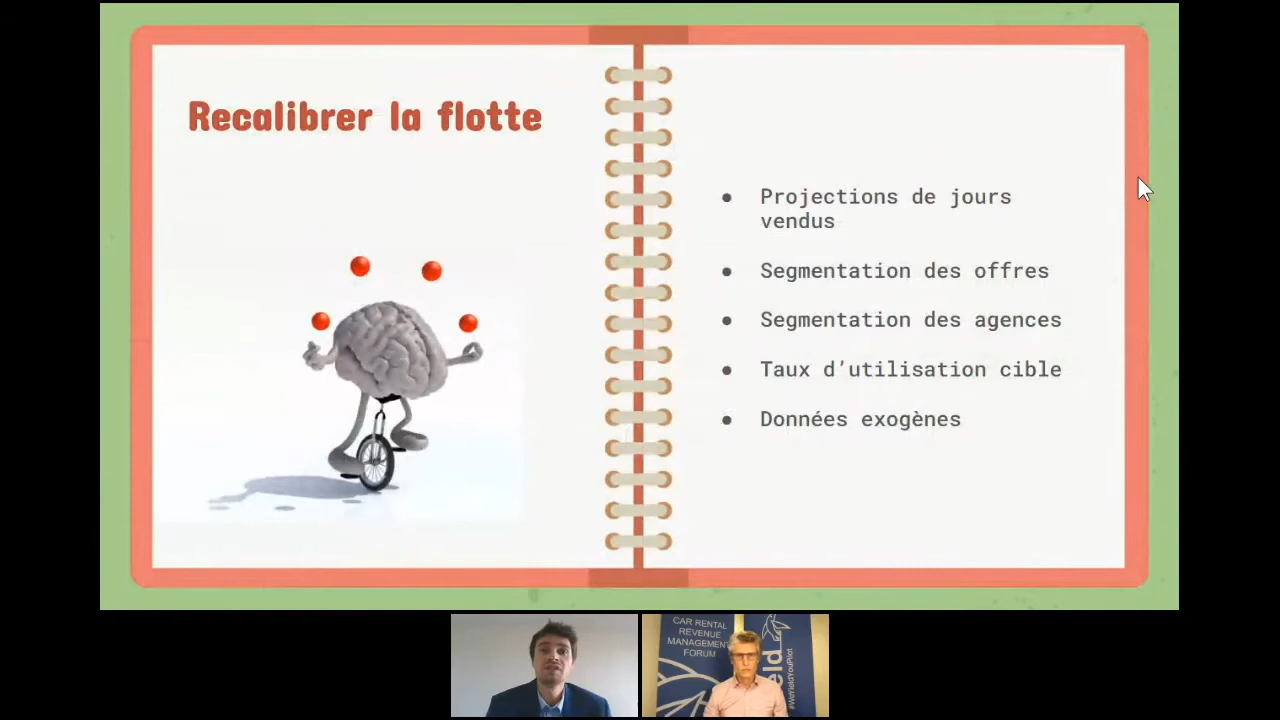 Recalibrer la flotte
● Projections de jours
vendus
● Segmentation des offres
● Segmentation des agences
● Taux d’utilisation cible
● Données exogènes
CAR RENTAL
REVENUE
MANAGEMENT
FORUM
#WeYieldYouPilot